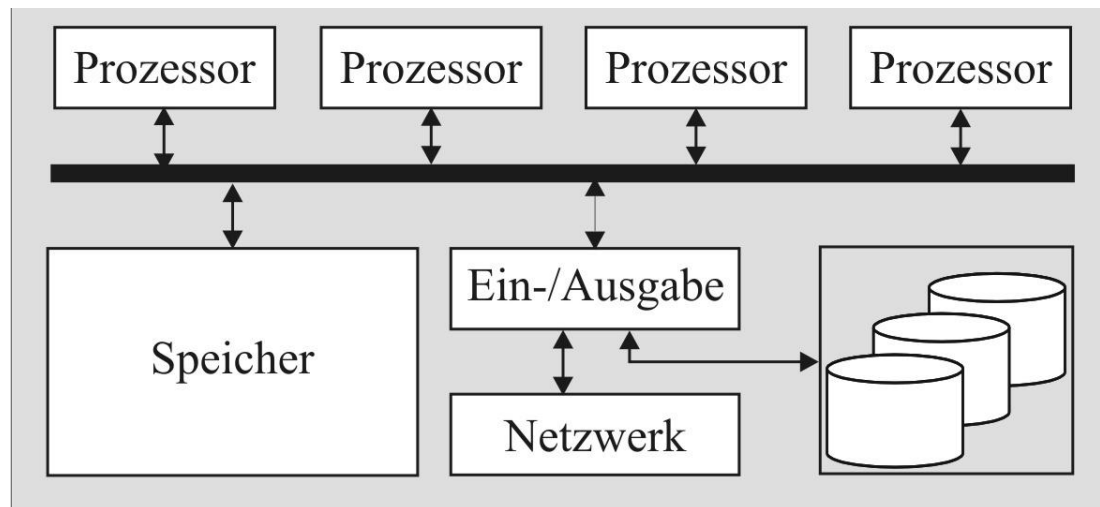 Prozessor
Prozessor
Prozessor
Prozessor
Speicher
Ein-/Ausgabe
Netzwerk